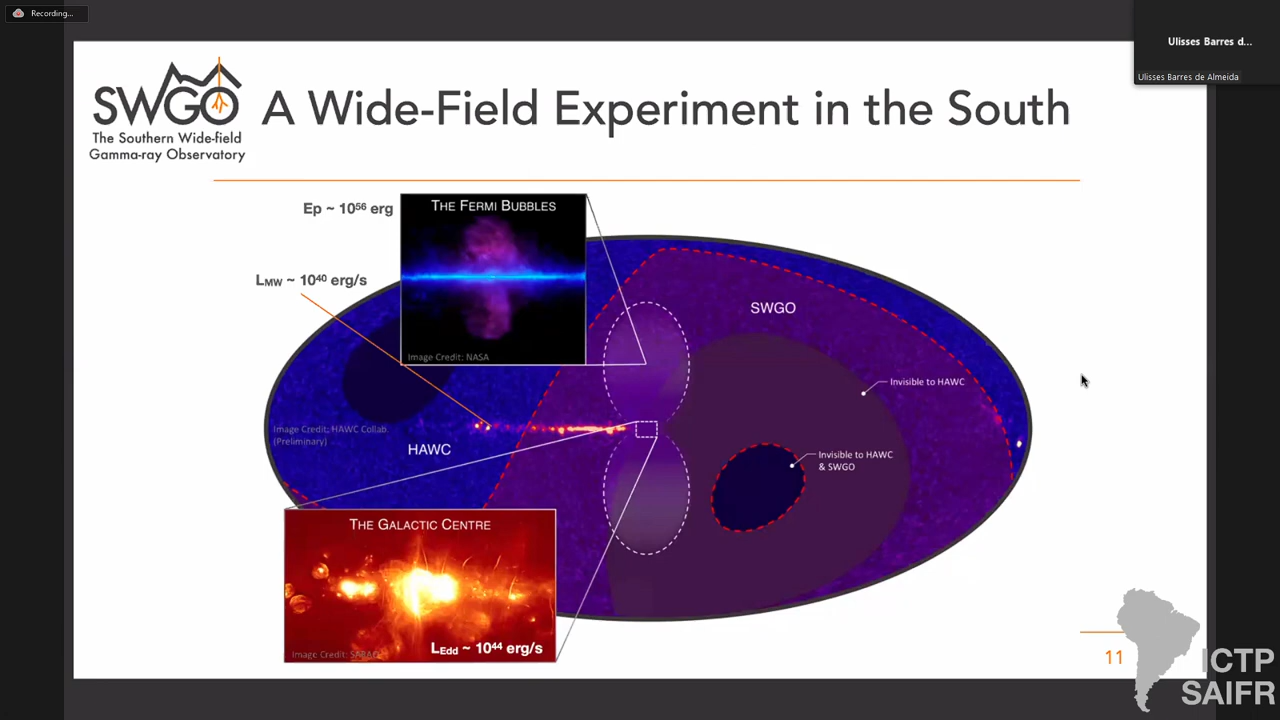 Recording...
Ulisses Barres d...
Ulisses Barres de Almeida
SWGO
The Southern Wide-field
Gamma-ray Observatory
A Wide-Field Experiment in the South
Ep ~ 10⁵⁶ erg
THE FERMI BUBBLES
Image Credit: NASA
LMW ~ 10⁴⁰ erg/s
SWGO
Invisible to HAWC
Image Credit: HAWC Collab.
(Preliminary)
HAWC
Invisible to HAWC
& SWGO
THE GALACTIC CENTRE
LEdd ~ 10⁴⁴ erg/s
Image Credit:
11
ICTP
SAIFR